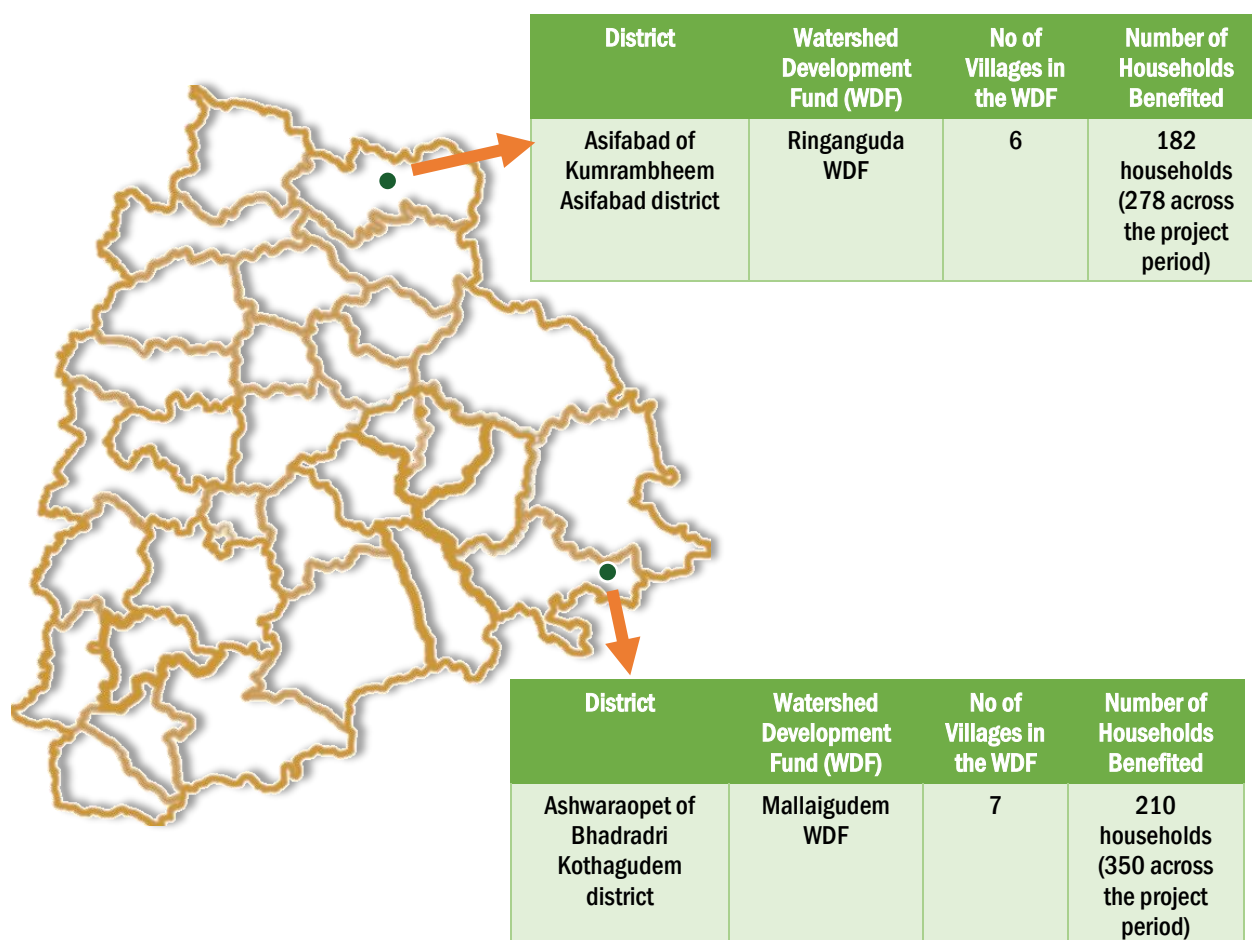 District
Watershed
Development
Fund (WDF)
No of
Villages in
the WDF
Number of
Households
Benefited
Asifabad of
Kumrambheem
Asifabad district
Ringanguda
WDF
6
182
households
(278 across
the project
period)
District
Watershed
Development
Fund (WDF)
No of
Villages in
the WDF
Number of
Households
Benefited
Ashwaraopet of
Bhadradri
Kothagudem
district
Mallaigudem
WDF
7
210
households
(350 across
the project
period)